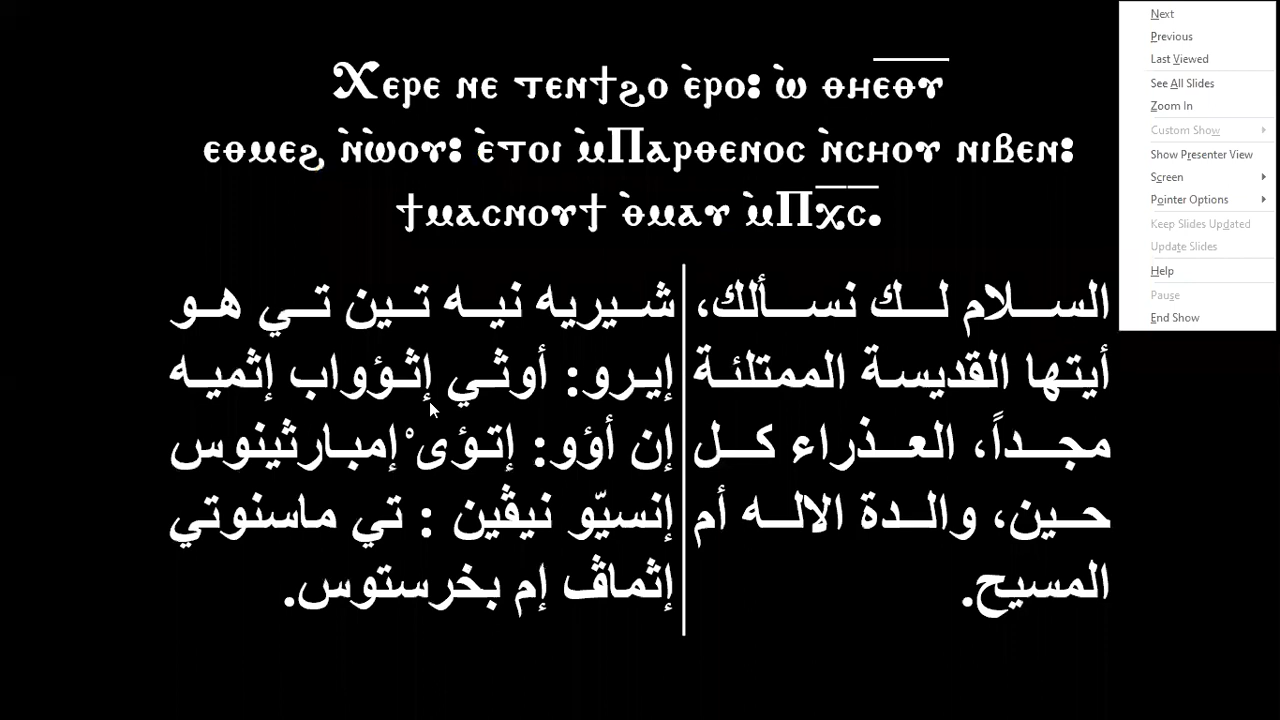 Ⲭⲉⲣⲉ ⲛⲉ ⲧⲉⲛϯϩⲟ ⲉ̀ⲣⲟ: ⲱ̀ ⲑⲏⲉ̅ⲑ̅ⲩ̅
ⲉⲑⲙⲉϩ ⲛ̀ⲱ̀ⲟⲩ: ⲉ̀ⲧⲟⲓ ⲙ̀Ⲡⲁⲣⲑⲉⲛⲟⲥ ⲛ̀ⲥⲏⲟⲩ ⲛⲓⲃⲉⲛ:
ϯⲙⲁⲥⲛⲟⲩϯ ⲑ̀ⲙⲁⲩ ⲙ̀Ⲡⲭ̅ⲥ̅.
السلام لك نسألك،
أيتها القديسة الممتلئة
مجداً، العذراء كل
حين، والدة الاله أم
المسيح.
شيريه نيه تين تي هو
إيرو: أوثي إثؤواب إثميه
إن أؤو: إتؤىْ إمبارثينوس
إنسيّو نيڤين : تي ماسنوتي
إثماڤ إم بخرستوس.
Next
Previous
Last Viewed
See All Slides
Zoom In
Custom Show
Show Presenter View
Screen
Pointer Options
Keep Slides Updated
Update Slides
Help
Pause
End Show